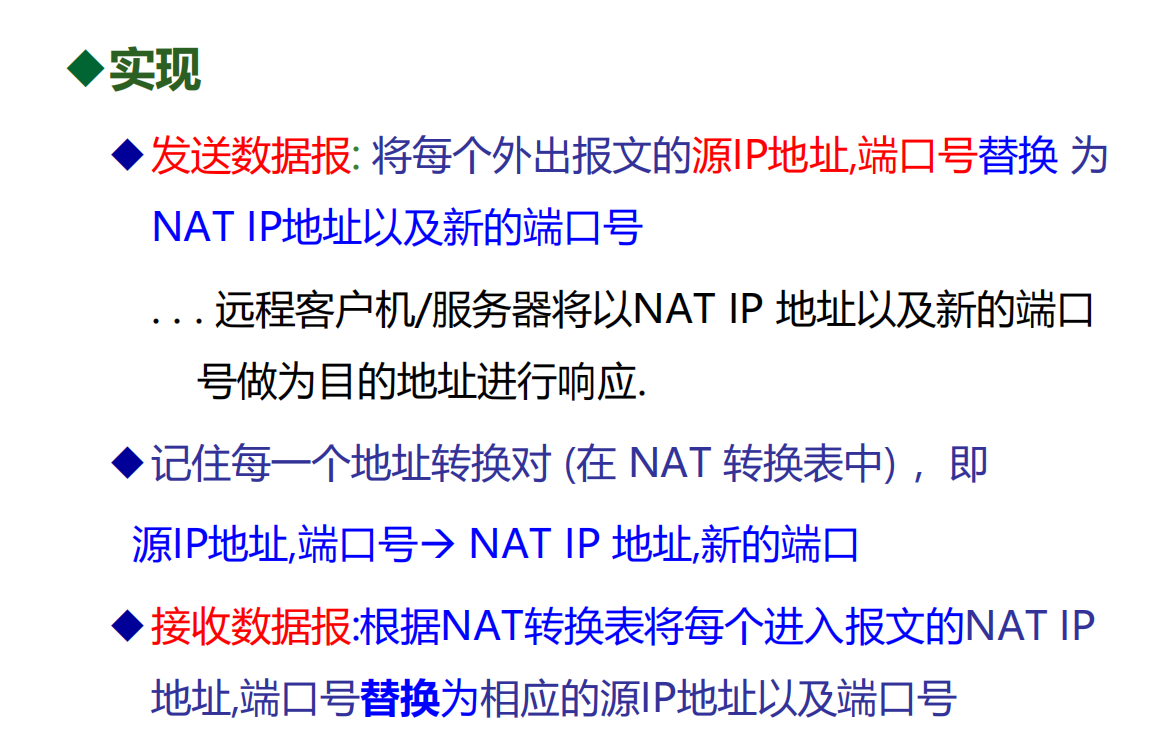 ◆实现
◆发送数据报: 将每个外出报文的源IP地址,端口号替换 为
NAT IP地址以及新的端口号
. . . 远程客户机/服务器将以NAT IP 地址以及新的端口
号做为目的地址进行响应.
◆记住每一个地址转换对 (在 NAT 转换表中) ，即
源IP地址,端口号→ NAT IP 地址,新的端口
◆接收数据报:根据NAT转换表将每个进入报文的NAT IP
地址,端口号替换为相应的源IP地址以及端口号